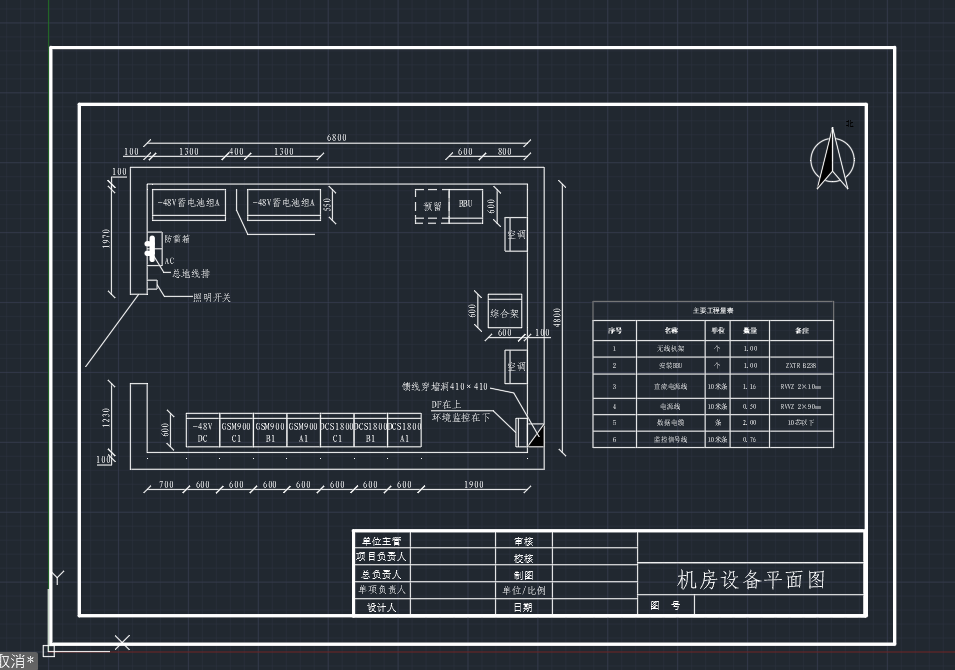 北
6800
100 1300 400 1300 600 800
100
-48V蓄电池组A -48V蓄电池组A 550 预留 BBU 600
空调
1970
防雷箱
AC
总地线排
照明开关
600 综合架
600 100
4800
空调
馈线穿墙洞410×410
DF在上
环境监控在下
1230
600
-48V DC
GSM900 C1
GSM900 B1
GSM900 A1
DCS1800 C1
DCS1800 B1
DCS1800 A1
100
700 600 600 600 600 600 600 600 1900
主要工程量表
序号 名称 单位 数量 备注
1 无线机架 个 1.00
2 安装BBU 个 1.00 ZXTR B238
3 直流电源线 10米条 1.16 RVVZ 2×10mm
4 电源线 10米条 0.50 RVVZ 2×90mm
5 数据电缆 条 2.00 10芯以下
6 监控信号线 10米条 0.76
单位主管 审核
项目负责人 校核
总负责人 制图
单项负责人 单位/比例
设计人 日期
机房设备平面图
图 号
Y
X
取消*